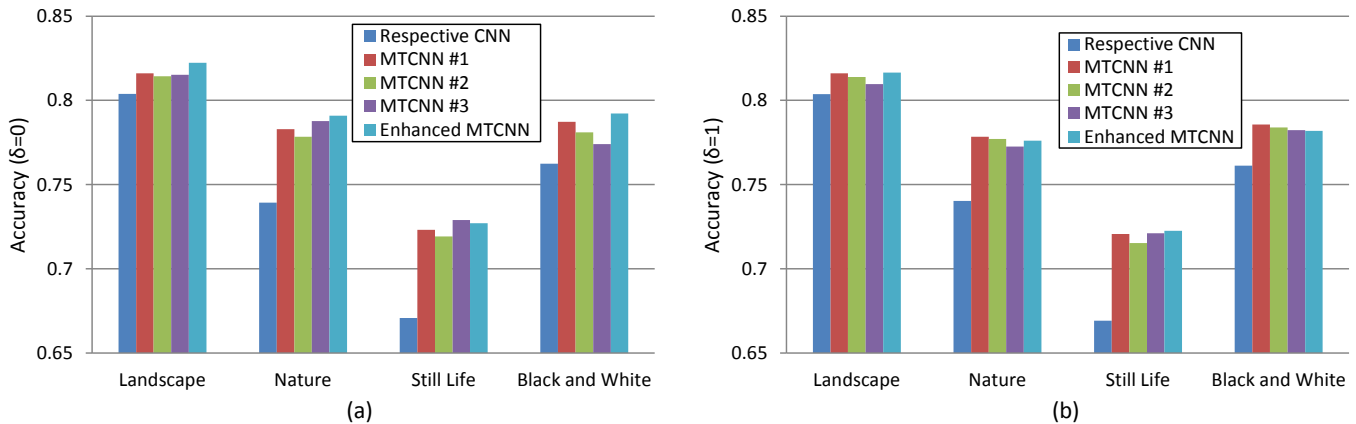 0.85
0.8
0.75
0.7
0.65
Accuracy (δ=0)
Respective CNN
MTCNN #1
MTCNN #2
MTCNN #3
Enhanced MTCNN
Landscape Nature Still Life Black and White
(a)
0.85
0.8
0.75
0.7
0.65
Accuracy (δ=1)
Respective CNN
MTCNN #1
MTCNN #2
MTCNN #3
Enhanced MTCNN
Landscape Nature Still Life Black and White
(b)